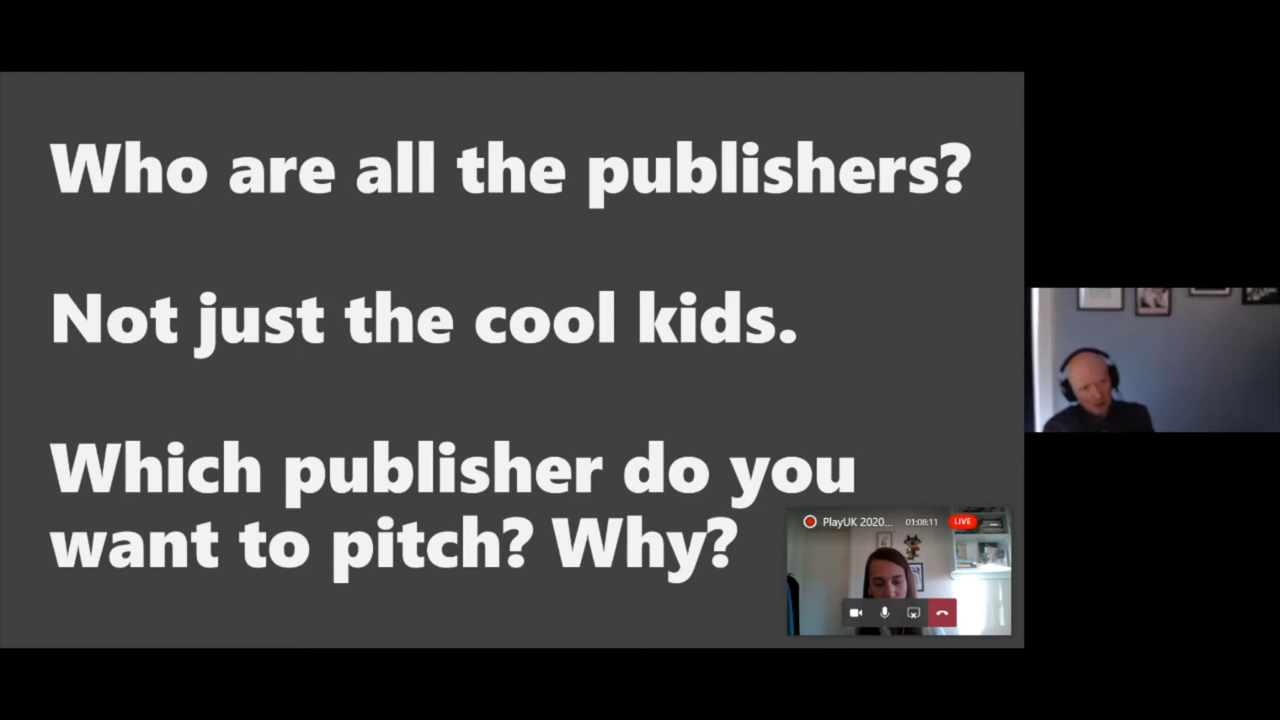 Who are all the publishers?
Not just the cool kids.
Which publisher do you
want to pitch? Why?
PlayUK 2020... 01:08:11 LIVE